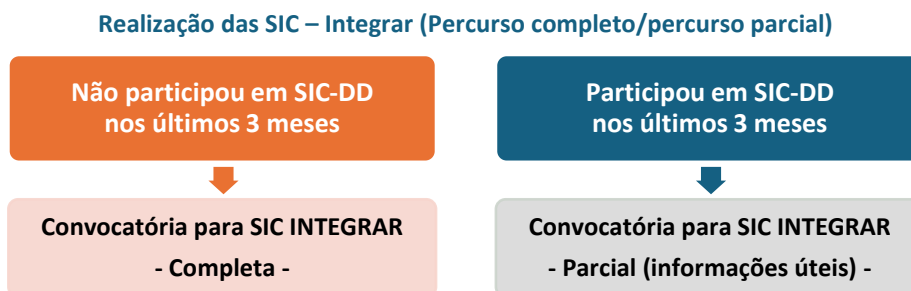 Realização das SIC – Integrar (Percurso completo/percurso parcial)
Não participou em SIC-DD
nos últimos 3 meses
Participou em SIC-DD
nos últimos 3 meses
Convocatória para SIC INTEGRAR
- Completa -
Convocatória para SIC INTEGRAR
- Parcial (informações úteis) -